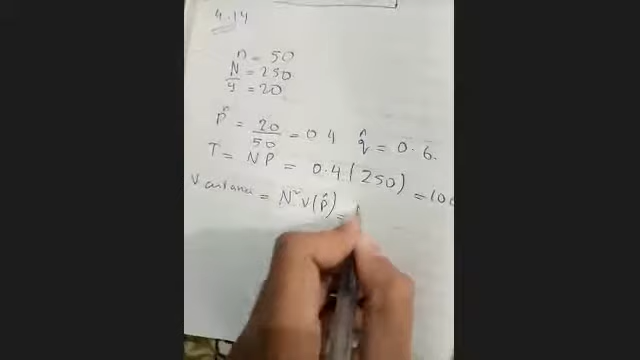 4.14
n = 50
N = 250
y = 20
p̂ = 20/50 = 0.4 q̂ = 0.6.
T = NP = 0.4(250) = 100
Variance = N² V(p̂) =